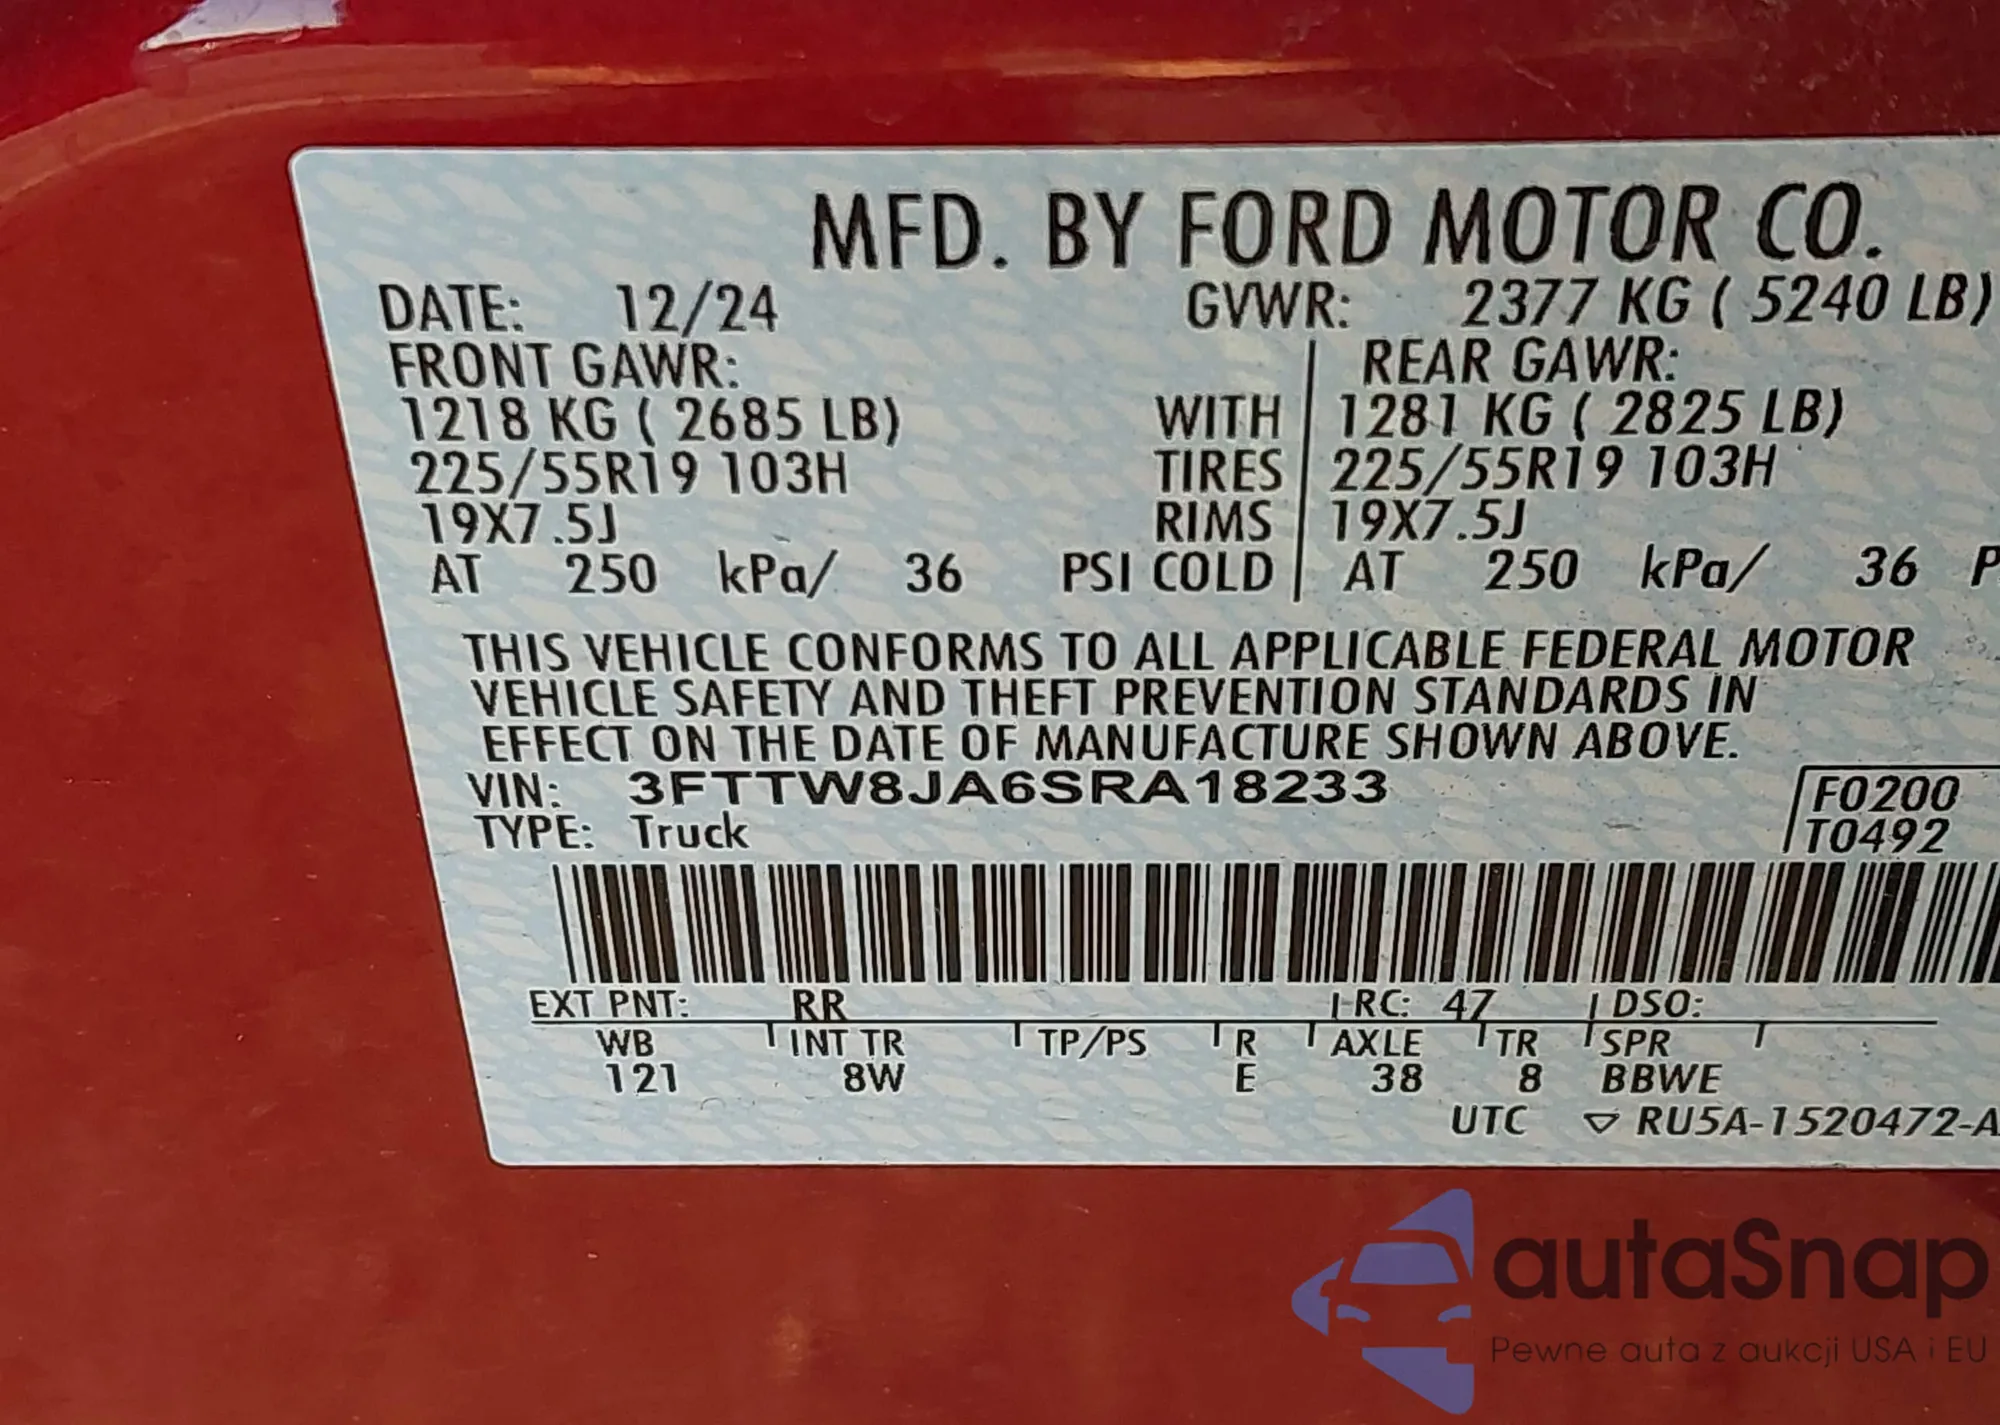 MFD. BY FORD MOTOR CO.
DATE: 12/24 GVWR: 2377 KG ( 5240 LB)
FRONT GAWR: REAR GAWR:
1218 KG ( 2685 LB) WITH 1281 KG ( 2825 LB)
225/55R19 103H TIRES 225/55R19 103H
19X7.5J RIMS 19X7.5J
AT 250 kPa/ 36 PSI COLD AT 250 kPa/ 36 P
THIS VEHICLE CONFORMS TO ALL APPLICABLE FEDERAL MOTOR
VEHICLE SAFETY AND THEFT PREVENTION STANDARDS IN
EFFECT ON THE DATE OF MANUFACTURE SHOWN ABOVE.
VIN: 3FTTW8JA6SRA18233 F0200
TYPE: Truck T0492
EXT PNT: RR RC: 47 DSO:
WB INT TR TP/PS R AXLE TR SPR
121 8W E 38 8 BBWE
UTC ▽ RU5A-1520472-A
autaSnap
Pewne auta z aukcji USA i EU